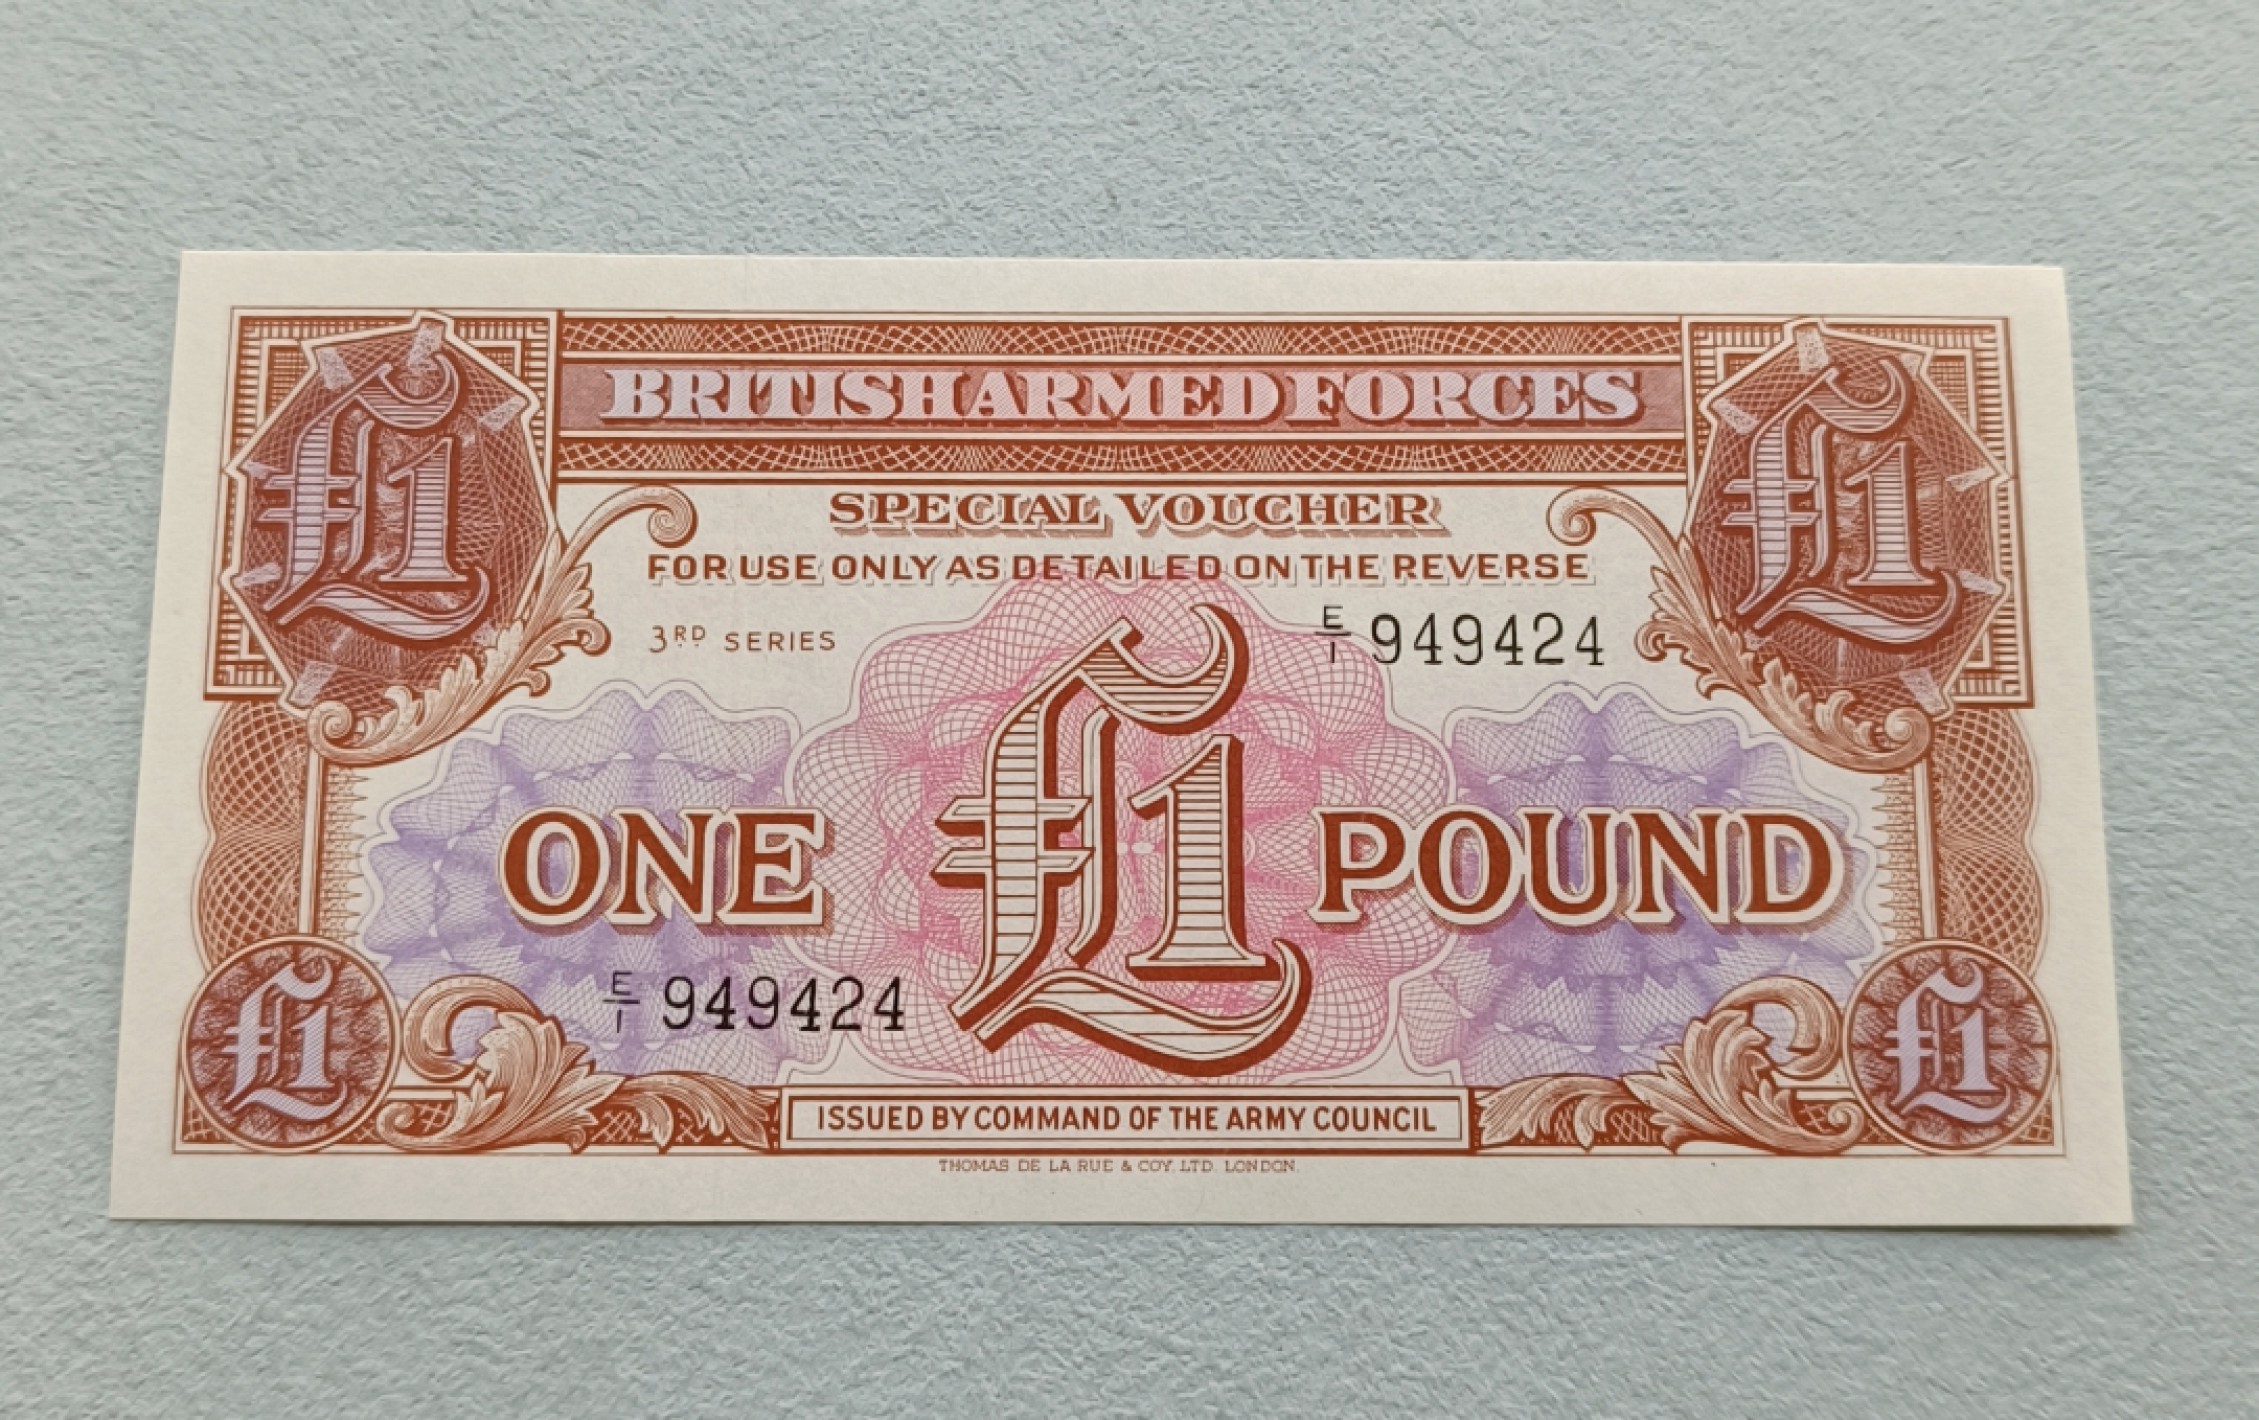 £1
£1
BRITISH ARMED FORCES
SPECIAL VOUCHER
FOR USE ONLY AS DETAILED ON THE REVERSE
3RD SERIES
E/1 949424
ONE £1 POUND
E/1 949424
£1
£1
ISSUED BY COMMAND OF THE ARMY COUNCIL
THOMAS DE LA RUE & COY. LTD. LONDON.